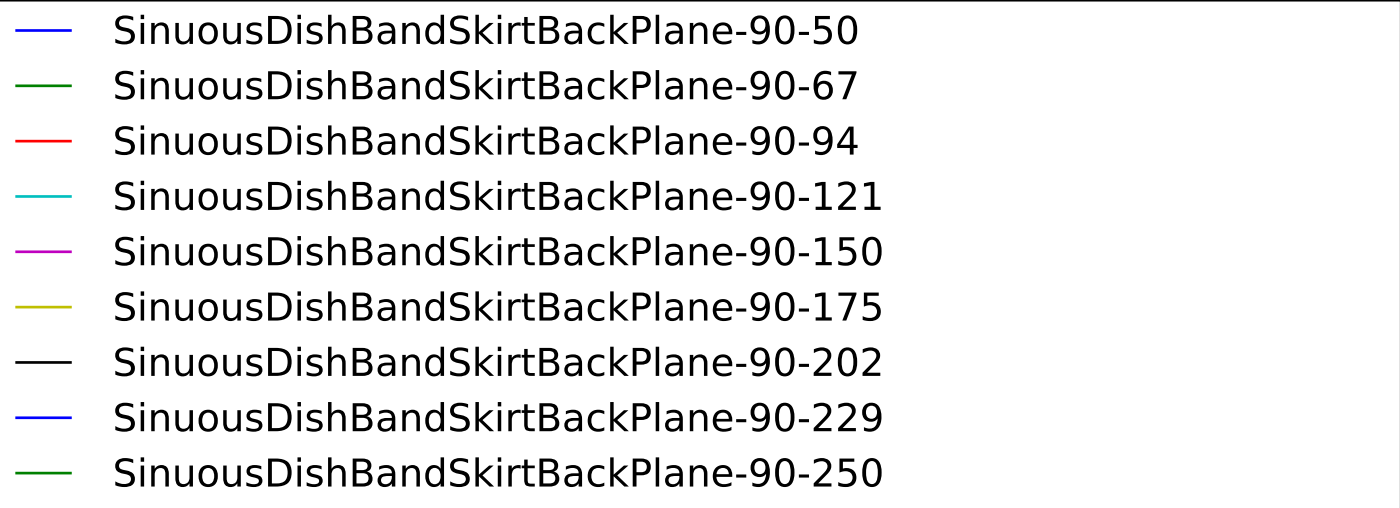 SinuousDishBandSkirtBackPlane-90-50
SinuousDishBandSkirtBackPlane-90-67
SinuousDishBandSkirtBackPlane-90-94
SinuousDishBandSkirtBackPlane-90-121
SinuousDishBandSkirtBackPlane-90-150
SinuousDishBandSkirtBackPlane-90-175
SinuousDishBandSkirtBackPlane-90-202
SinuousDishBandSkirtBackPlane-90-229
SinuousDishBandSkirtBackPlane-90-250